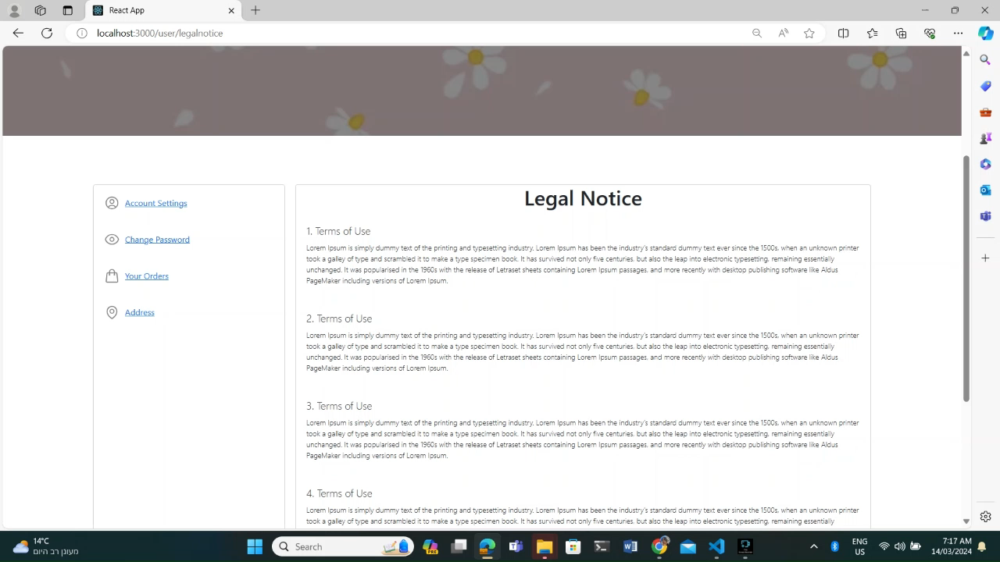 React App
localhost:3000/user/legalnotice
Account Settings
Change Password
Your Orders
Address
Legal Notice
1. Terms of Use
Lorem Ipsum is simply dummy text of the printing and typesetting industry. Lorem Ipsum has been the industry's standard dummy text ever since the 1500s, when an unknown printer
took a galley of type and scrambled it to make a type specimen book. It has survived not only five centuries, but also the leap into electronic typesetting, remaining essentially
unchanged. It was popularised in the 1960s with the release of Letraset sheets containing Lorem Ipsum passages, and more recently with desktop publishing software like Aldus
PageMaker including versions of Lorem Ipsum.
2. Terms of Use
Lorem Ipsum is simply dummy text of the printing and typesetting industry. Lorem Ipsum has been the industry's standard dummy text ever since the 1500s, when an unknown printer
took a galley of type and scrambled it to make a type specimen book. It has survived not only five centuries, but also the leap into electronic typesetting, remaining essentially
unchanged. It was popularised in the 1960s with the release of Letraset sheets containing Lorem Ipsum passages, and more recently with desktop publishing software like Aldus
PageMaker including versions of Lorem Ipsum.
3. Terms of Use
Lorem Ipsum is simply dummy text of the printing and typesetting industry. Lorem Ipsum has been the industry's standard dummy text ever since the 1500s, when an unknown printer
took a galley of type and scrambled it to make a type specimen book. It has survived not only five centuries, but also the leap into electronic typesetting, remaining essentially
unchanged. It was popularised in the 1960s with the release of Letraset sheets containing Lorem Ipsum passages, and more recently with desktop publishing software like Aldus
PageMaker including versions of Lorem Ipsum.
4. Terms of Use
Lorem Ipsum is simply dummy text of the printing and typesetting industry. Lorem Ipsum has been the industry's standard dummy text ever since the 1500s, when an unknown printer
took a galley of type and scrambled it to make a type specimen book. It has survived not only five centuries, but also the leap into electronic typesetting, remaining essentially
14°C
מעונן רב היום
Search
PRE
ENG
US
7:17 AM
14/03/2024